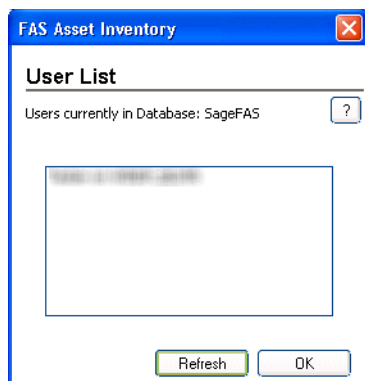 FAS Asset Inventory
User List
Users currently in Database: SageFAS
?
Refresh
OK